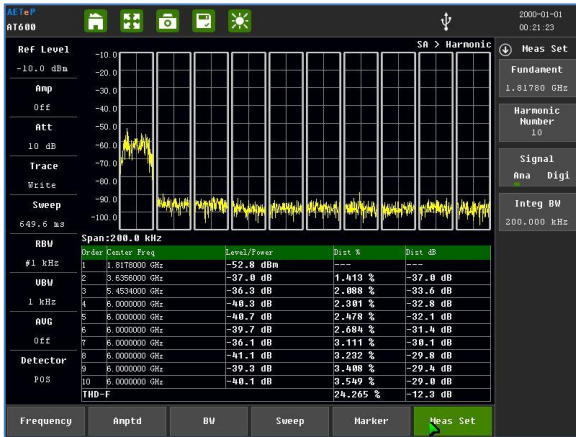 AETeP
AT600
2000-01-01
00:21:23
SA > Harmonic
Ref Level
-10.0 dBm
Amp
Off
Att
10 dB
Trace
Write
Sweep
649.6 ms
RBW
#1 kHz
VBW
1 kHz
AVG
Off
Detector
POS
-10.0
-30.0
-40.0
-50.0
-60.0
-70.0
-80.0
-90.0
-100.0
Span:200.0 kHz
Order Center Freq Level/Power Dist % Dist dB
1 1.8178000 GHz -52.8 dBm --- ---
2 3.6356000 GHz -37.0 dB 1.413 % -37.0 dB
3 5.4534000 GHz -36.3 dB 2.088 % -33.6 dB
4 6.0000000 GHz -40.3 dB 2.301 % -32.8 dB
5 6.0000000 GHz -40.7 dB 2.478 % -32.1 dB
6 6.0000000 GHz -39.7 dB 2.684 % -31.4 dB
7 6.0000000 GHz -36.1 dB 3.111 % -30.1 dB
8 6.0000000 GHz -41.1 dB 3.232 % -29.8 dB
9 6.0000000 GHz -39.3 dB 3.408 % -29.4 dB
10 6.0000000 GHz -40.1 dB 3.549 % -29.0 dB
THD-F 24.265 % -12.3 dB
Meas Set
Fundament
1.81780 GHz
Harmonic
Number
10
Signal
Ana Digi
Integ BW
200.000 kHz
Frequency
Amptd
BW
Sweep
Marker
Meas Set